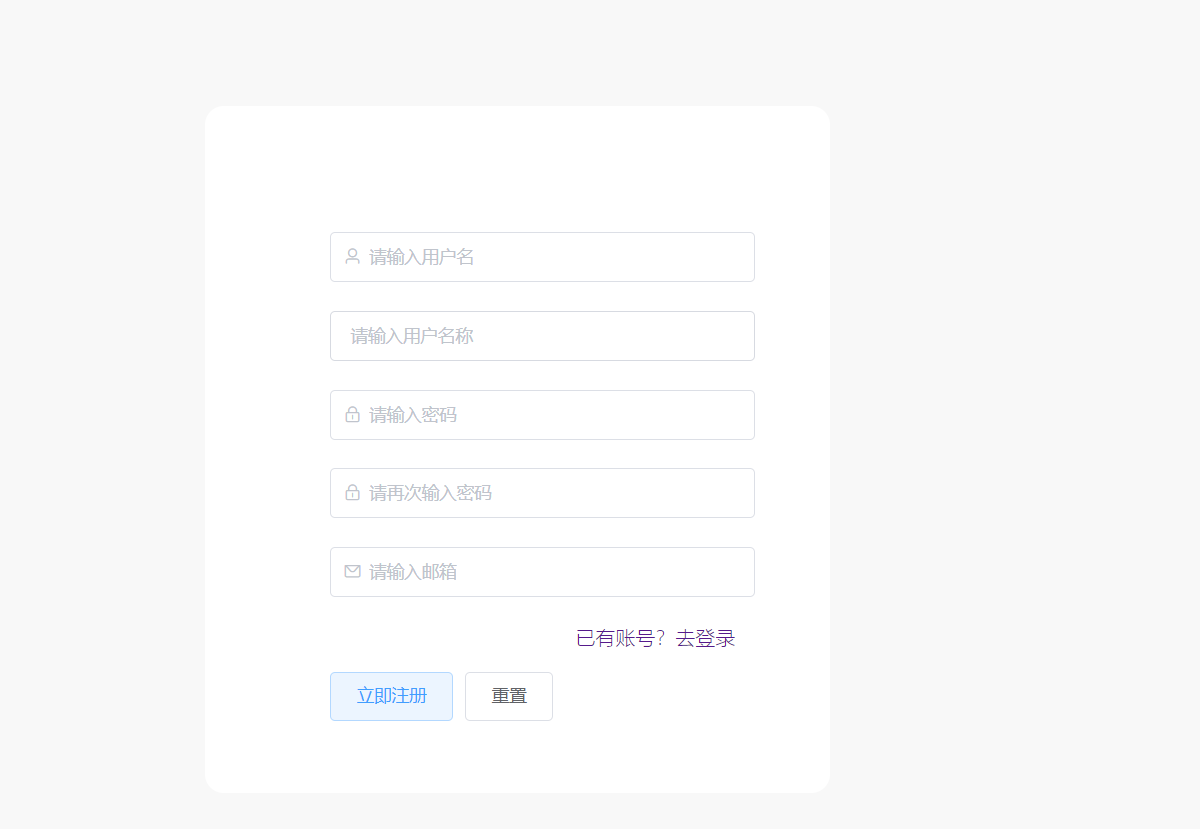 请输入用户名
请输入用户名称
请输入密码
请再次输入密码
请输入邮箱
已有账号？去登录
立即注册 重置